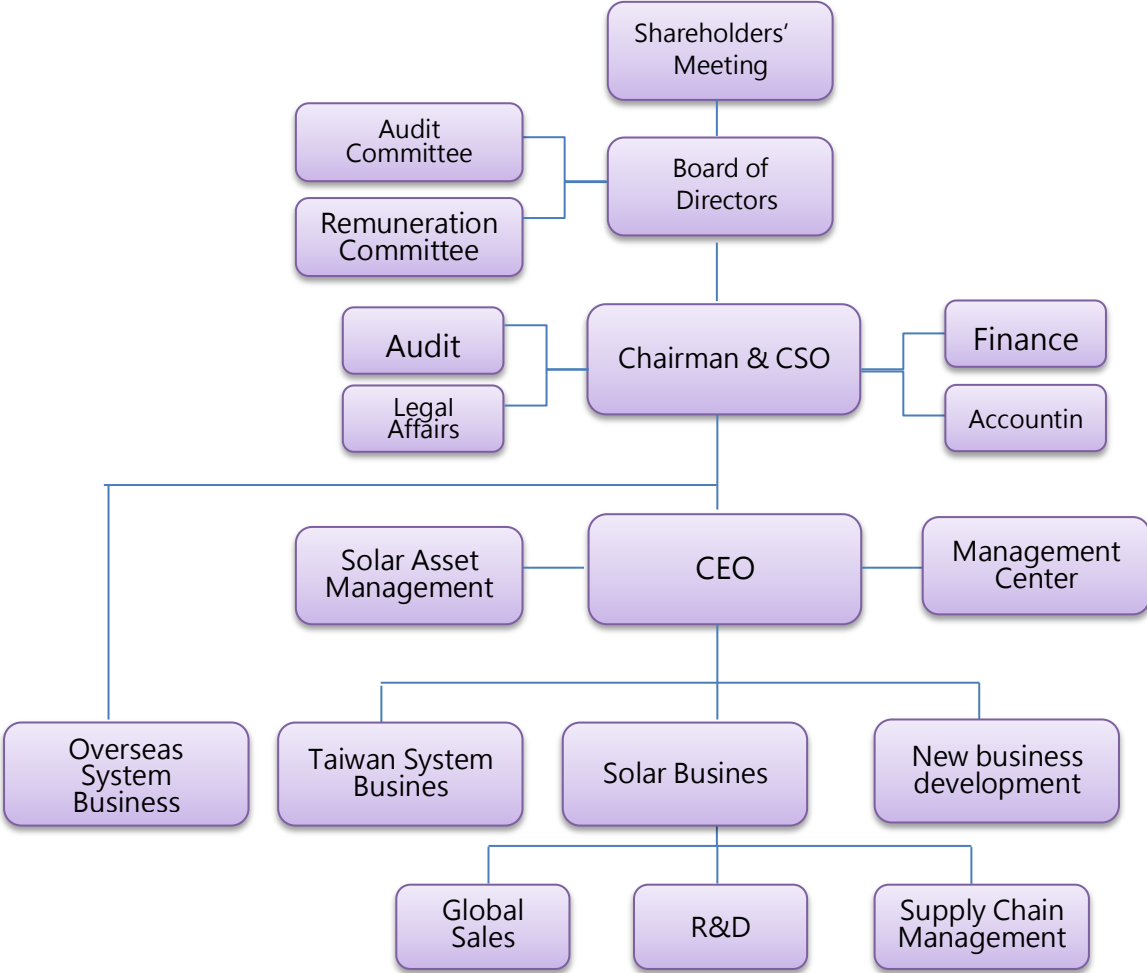 Shareholders’
Meeting
Audit
Committee
Board of
Directors
Remuneration
Committee
Audit
Chairman & CSO
Finance
Legal
Affairs
Accountin
Solar Asset
Management
CEO
Management
Center
Overseas
System
Business
Taiwan System
Busines
Solar Busines
New business
development
Global
Sales
R&D
Supply Chain
Management